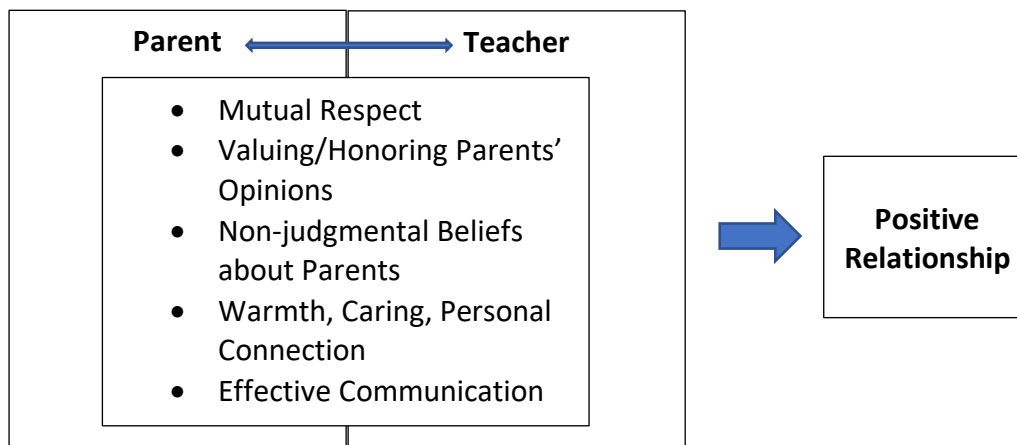 Parent Teacher
• Mutual Respect
• Valuing/Honoring Parents’
Opinions
• Non-judgmental Beliefs
about Parents
• Warmth, Caring, Personal
Connection
• Effective Communication
Positive
Relationship